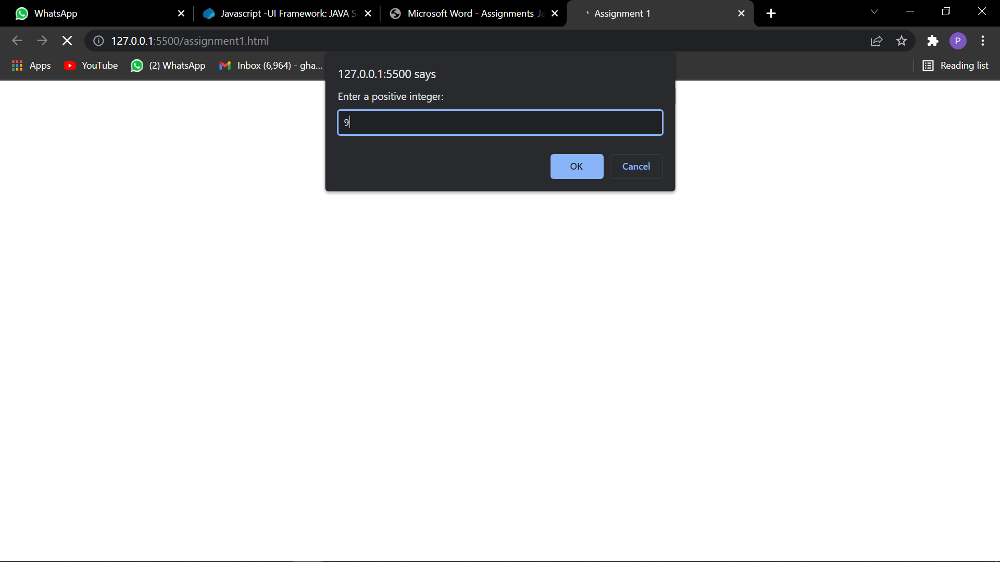 WhatsApp
Javascript -UI Framework: JAVA S
Microsoft Word - Assignments_Ja
Assignment 1
127.0.0.1:5500/assignment1.html
P
Apps
YouTube
(2) WhatsApp
Inbox (6,964) - gha...
Reading list
127.0.0.1:5500 says
Enter a positive integer:
9
OK
Cancel